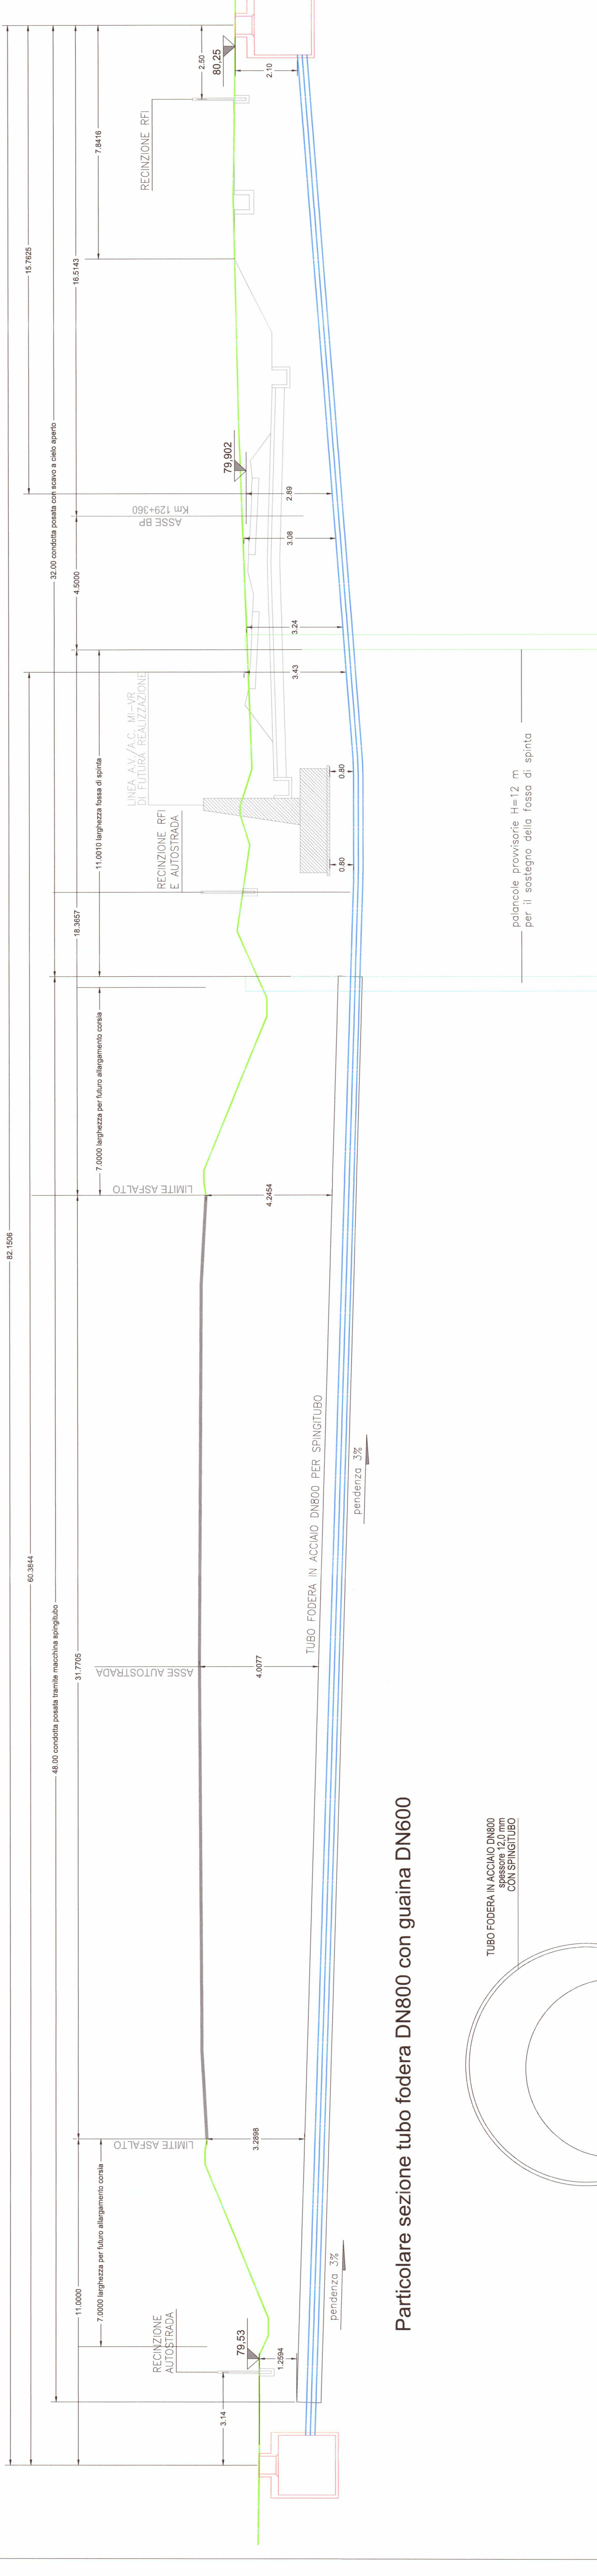 82.1506
15.7625
60.3844
32.00 condotta posata con scavo a cielo aperto
48.00 condotta posata tramite macchina spingitubo
16.5143
4.5000
18.3657
31.7705
11.0000
7.8416
11.0010 larghezza fossa di spinta
7.0000 larghezza per futuro allargamento corsia
7.0000 larghezza per futuro allargamento corsia
RECINZIONE
AUTOSTRADA
3.14
79,53
1.2594
LIMITE ASFALTO
3.2898
ASSE AUTOSTRADA
4.0077
LIMITE ASFALTO
4.2454
RECINZIONE RFI
E AUTOSTRADA
LINEA A.V./A.C. MI-VR
DI FUTURA REALIZZAZIONE
0.80
0.80
3.43
3.24
3.08
2.89
ASSE BP
Km 129+360
79,902
RECINZIONE RFI
2.50
80,25
2.10
TUBO FODERA IN ACCIAIO DN800 PER SPINGITUBO
pendenza 3%
pendenza 3%
palancole provvisorie H=12 m
per il sostegno della fossa di spinta
Particolare sezione tubo fodera DN800 con guaina DN600
TUBO FODERA IN ACCIAIO DN800
spessore 12,0 mm
CON SPINGITUBO